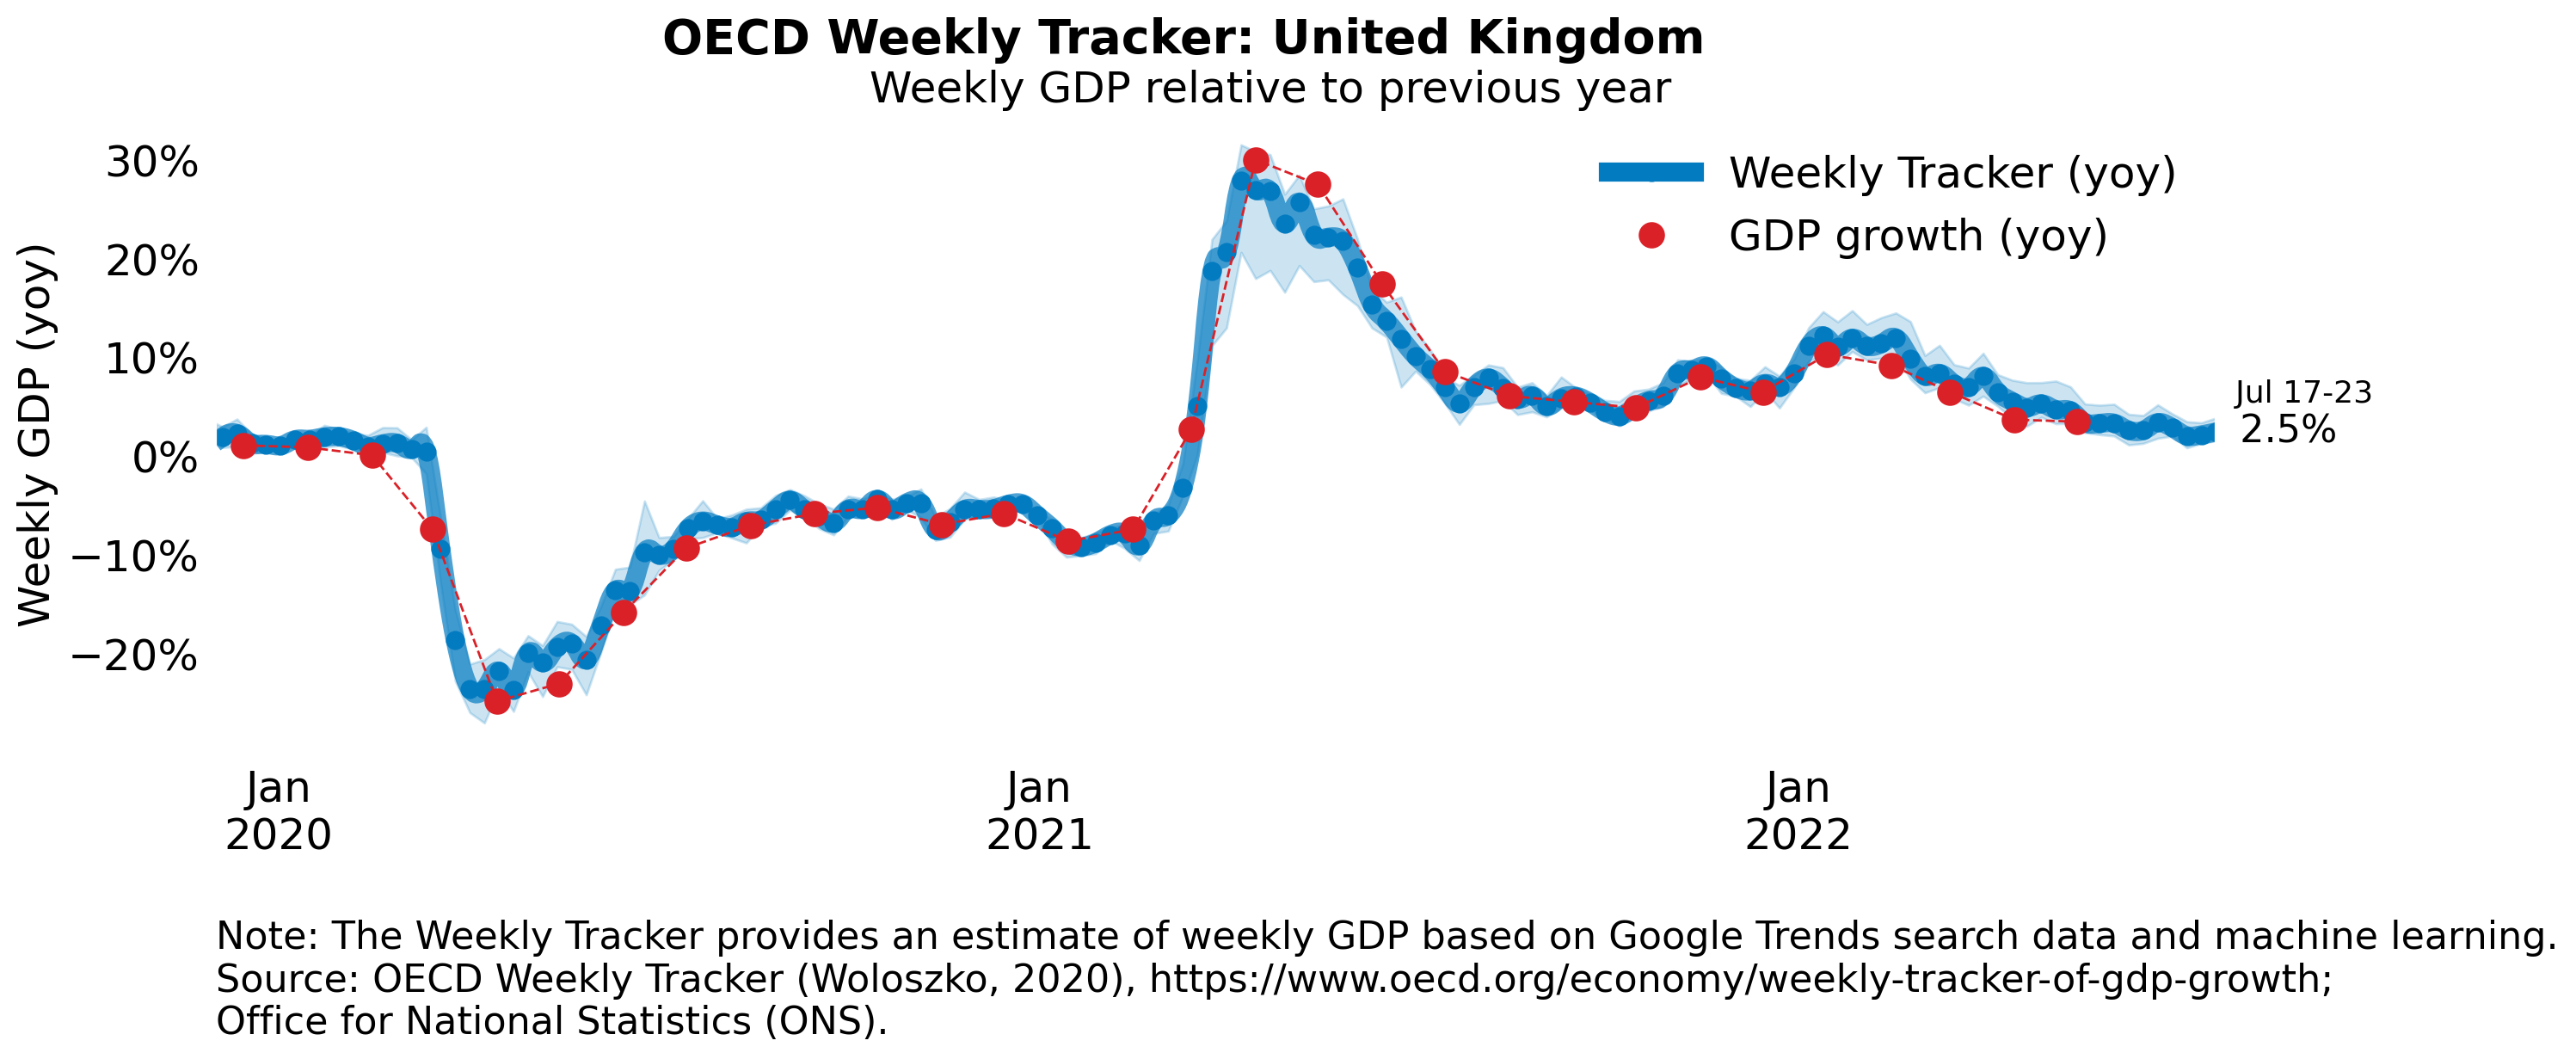 OECD Weekly Tracker: United Kingdom
Weekly GDP relative to previous year
Weekly GDP (yoy)
30%
20%
10%
0%
−10%
−20%
Weekly Tracker (yoy)
GDP growth (yoy)
Jul 17-23
2.5%
Jan
2020
Jan
2021
Jan
2022
Note: The Weekly Tracker provides an estimate of weekly GDP based on Google Trends search data and machine learning.
Source: OECD Weekly Tracker (Woloszko, 2020), https://www.oecd.org/economy/weekly-tracker-of-gdp-growth;
Office for National Statistics (ONS).